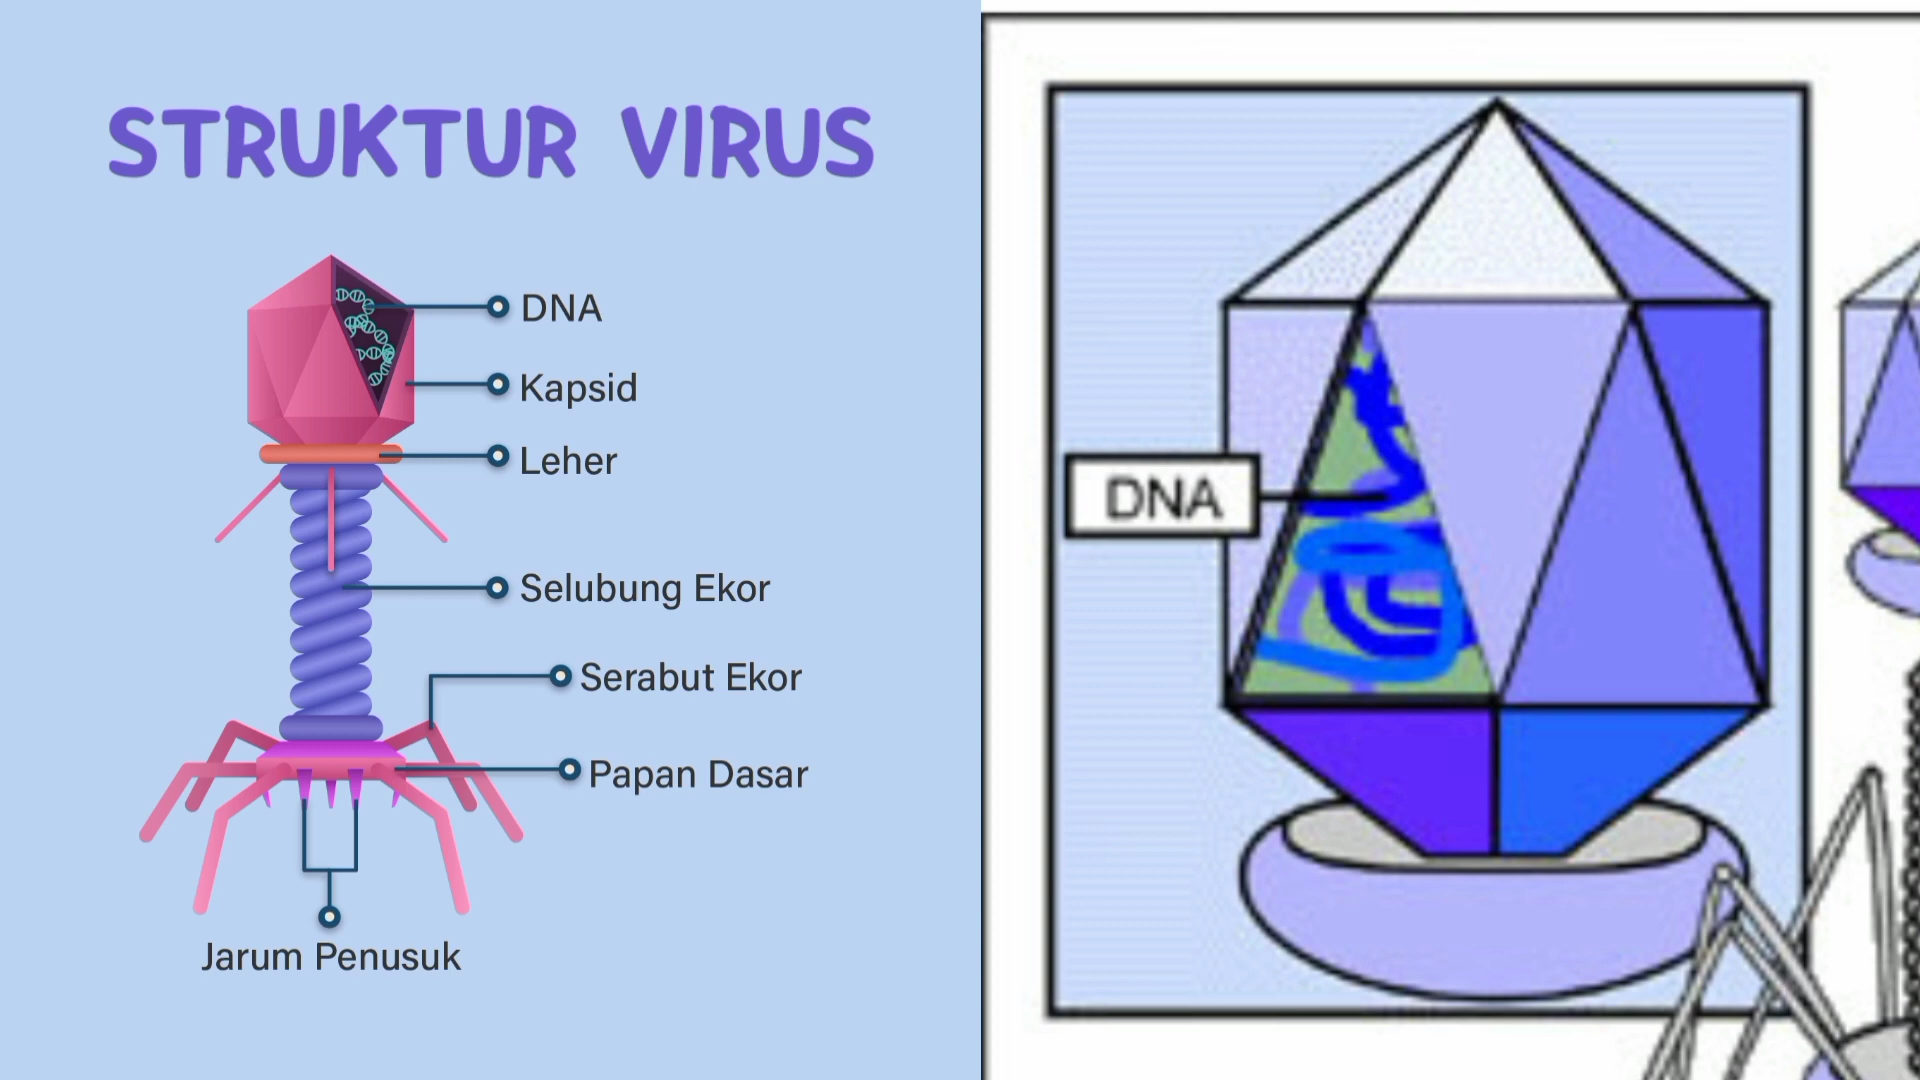 STRUKTUR VIRUS
DNA
Kapsid
Leher
Selubung Ekor
Serabut Ekor
Papan Dasar
Jarum Penusuk
DNA